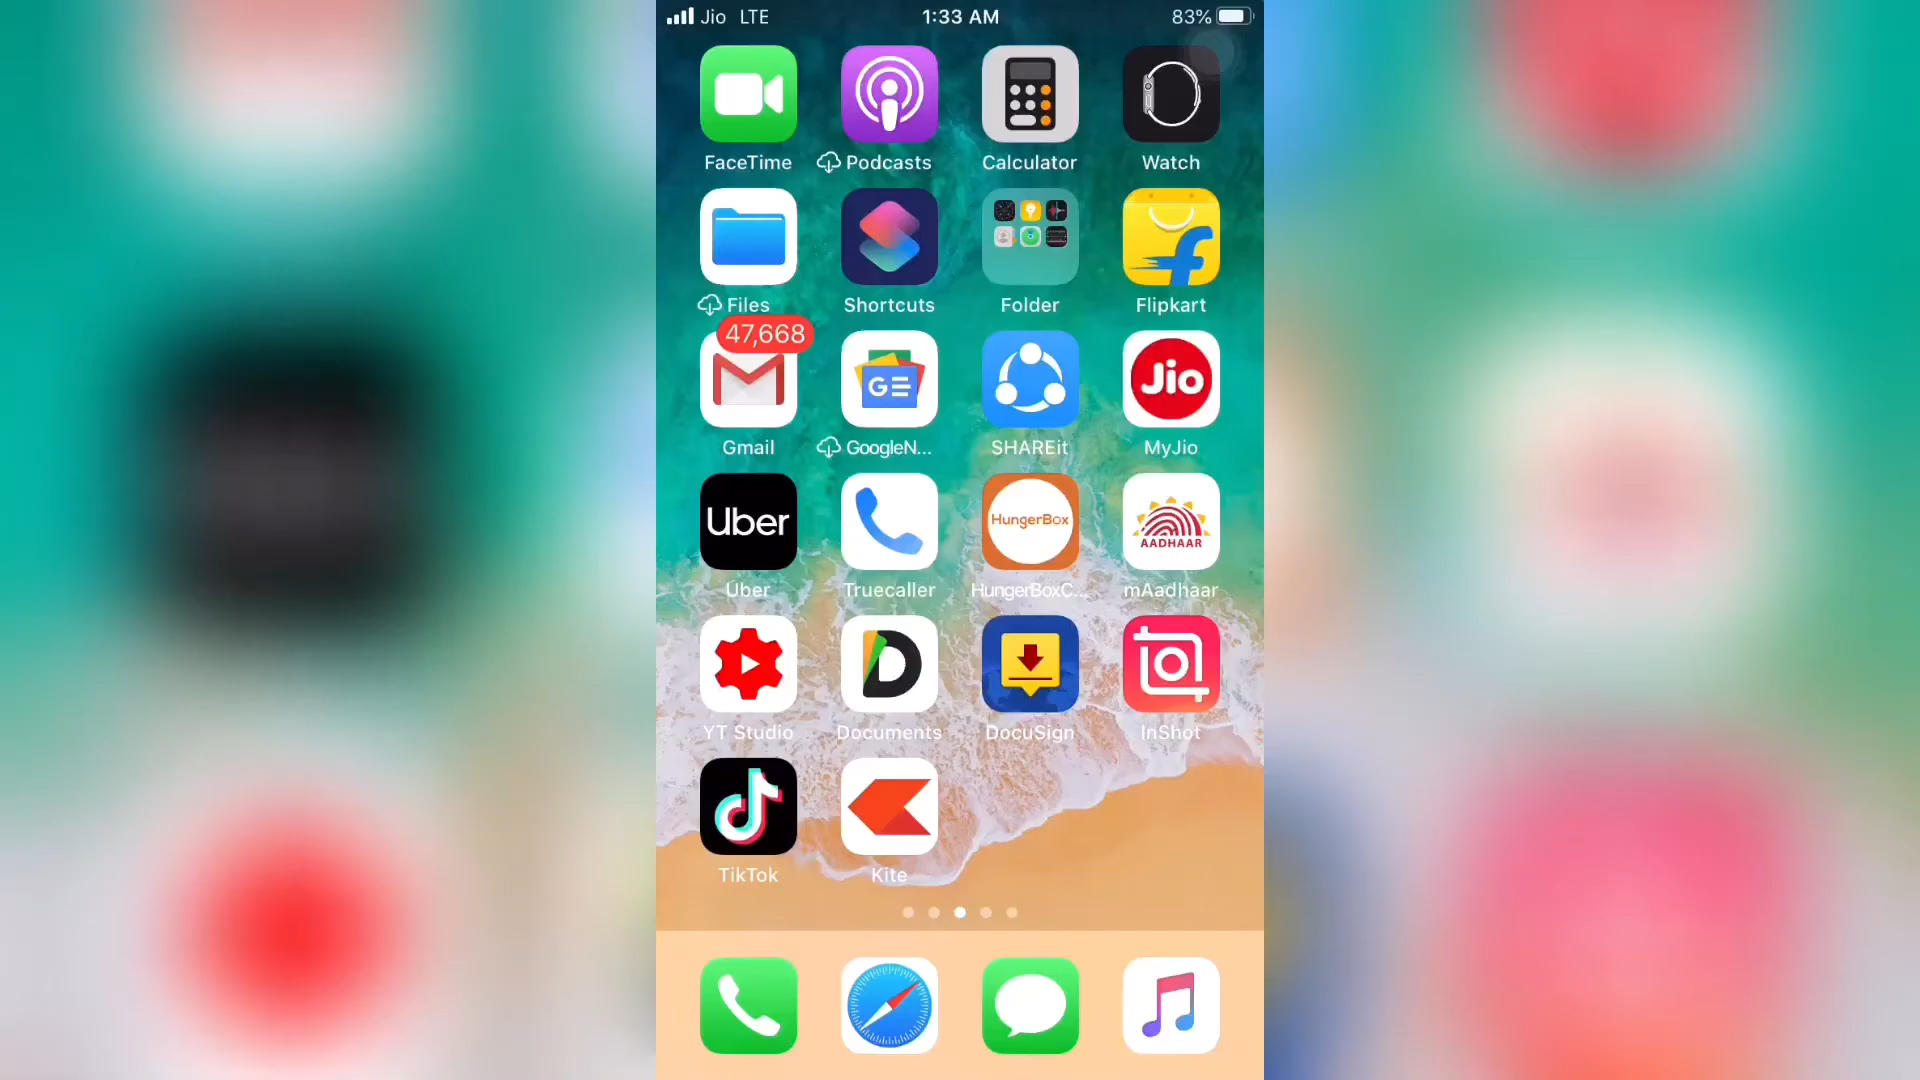 Jio LTE 1:33 AM 83%
FaceTime Podcasts Calculator Watch
Files Shortcuts Folder Flipkart
47,668
GE
Jio
Gmail GoogleN... SHAREit MyJio
Uber HungerBox AADHAAR
Uber Truecaller HungerBoxC... mAadhaar
YT Studio Documents DocuSign InShot
TikTok Kite